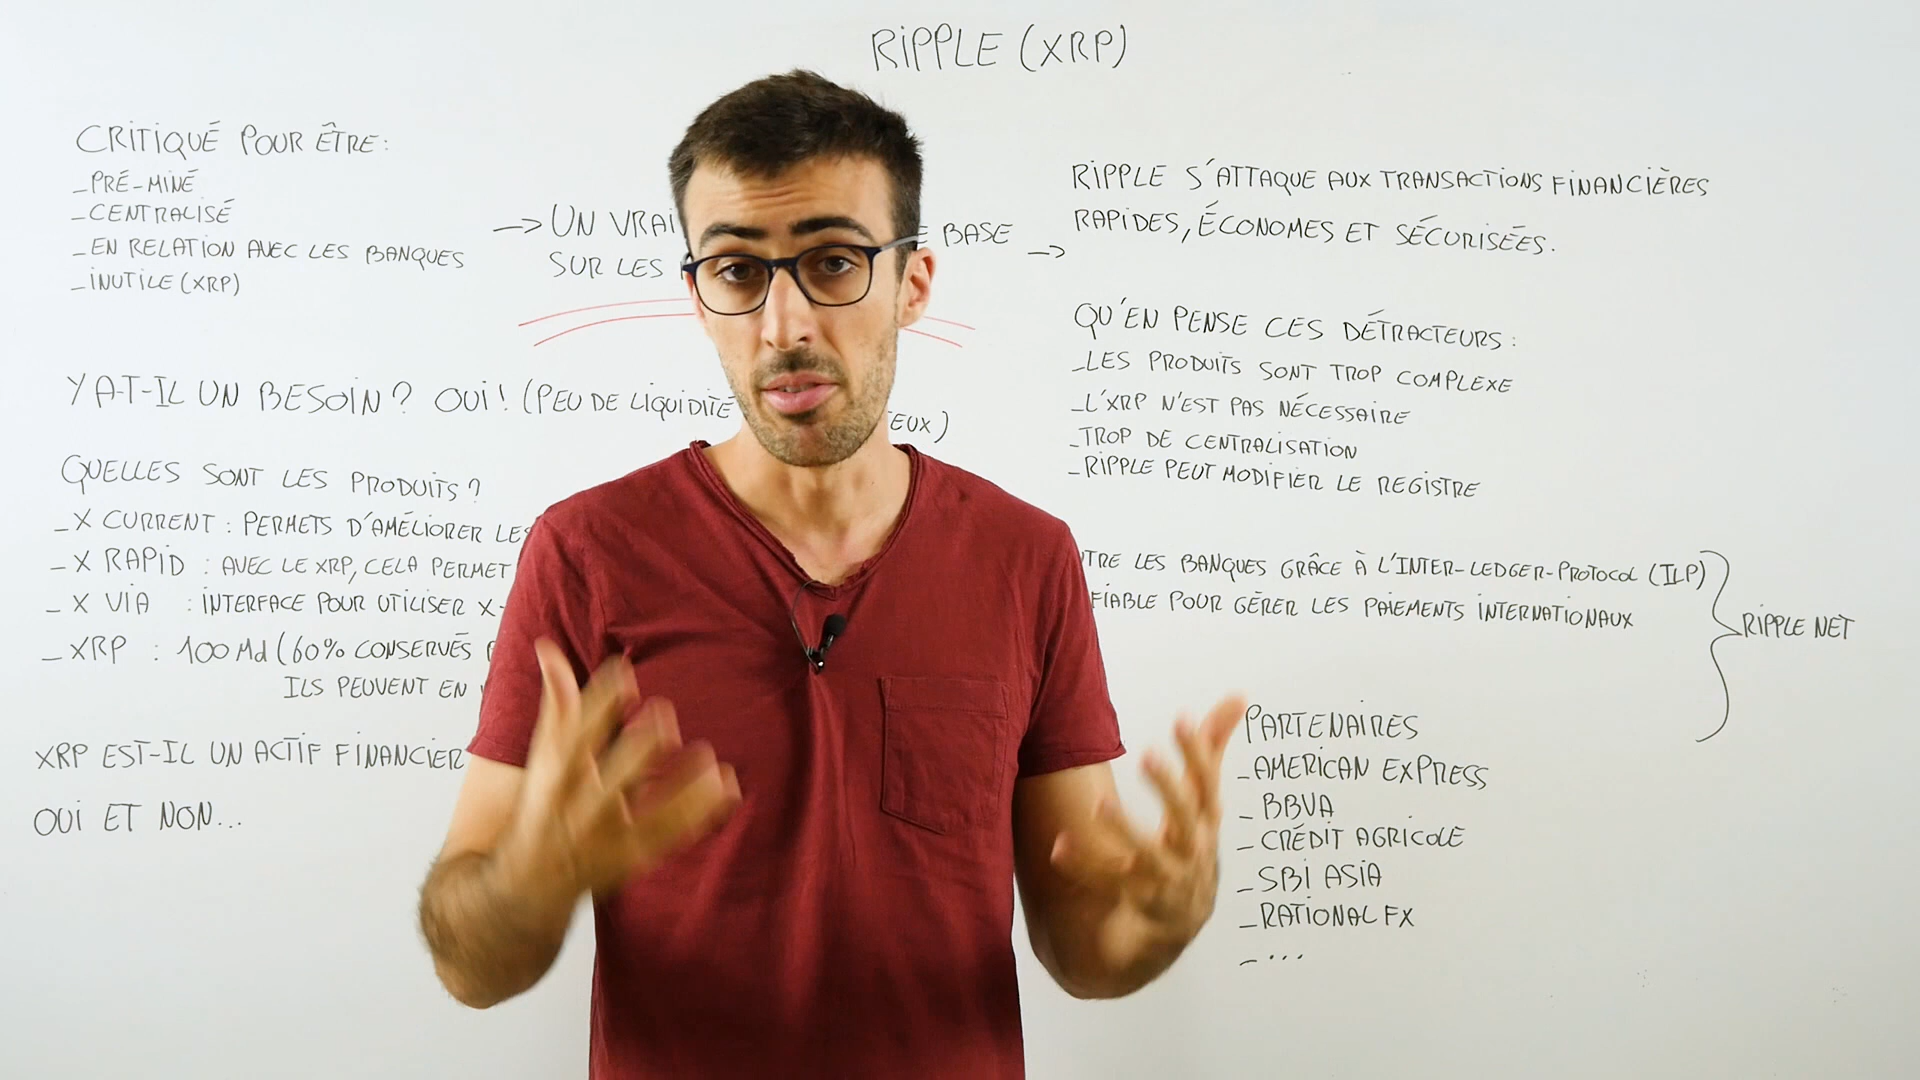 RIPPLE (XRP)
CRITIQUÉ POUR ÊTRE:
_PRÉ-MINÉ
_CENTRALISÉ
_EN RELATION AVEC LES BANQUES
_INUTILE (XRP)
-> UN VRAI BASE ->
SUR LES
RIPPLE S'ATTAQUE AUX TRANSACTIONS FINANCIÈRES
RAPIDES, ÉCONOMES ET SÉCURISÉES.
QU'EN PENSE CES DÉTRACTEURS:
_LES PRODUITS SONT TROP COMPLEXE
_L'XRP N'EST PAS NÉCESSAIRE
_TROP DE CENTRALISATION
_RIPPLE PEUT MODIFIER LE REGISTRE
Y A-T-IL UN BESOIN? OUI! (PEU DE LIQUIDITÉ EUX)
QUELLES SONT LES PRODUITS?
_X CURRENT: PERMETS D'AMÉLIORER LES TRE LES BANQUES GRÂCE À L'INTER-LEDGER-PROTOCOL (ILP)
_X RAPID: AVEC LE XRP, CELA PERMET FIABLE POUR GÉRER LES PAIEMENTS INTERNATIONAUX
_X VIA: INTERFACE POUR UTILISER X-
RIPPLE NET
_XRP: 100 Md (60% CONSERVÉS
ILS PEUVENT EN
XRP EST-IL UN ACTIF FINANCIER
OUI ET NON...
PARTENAIRES
_AMERICAN EXPRESS
_BBVA
_CRÉDIT AGRICOLE
_SBI ASIA
_RATIONAL FX
_...